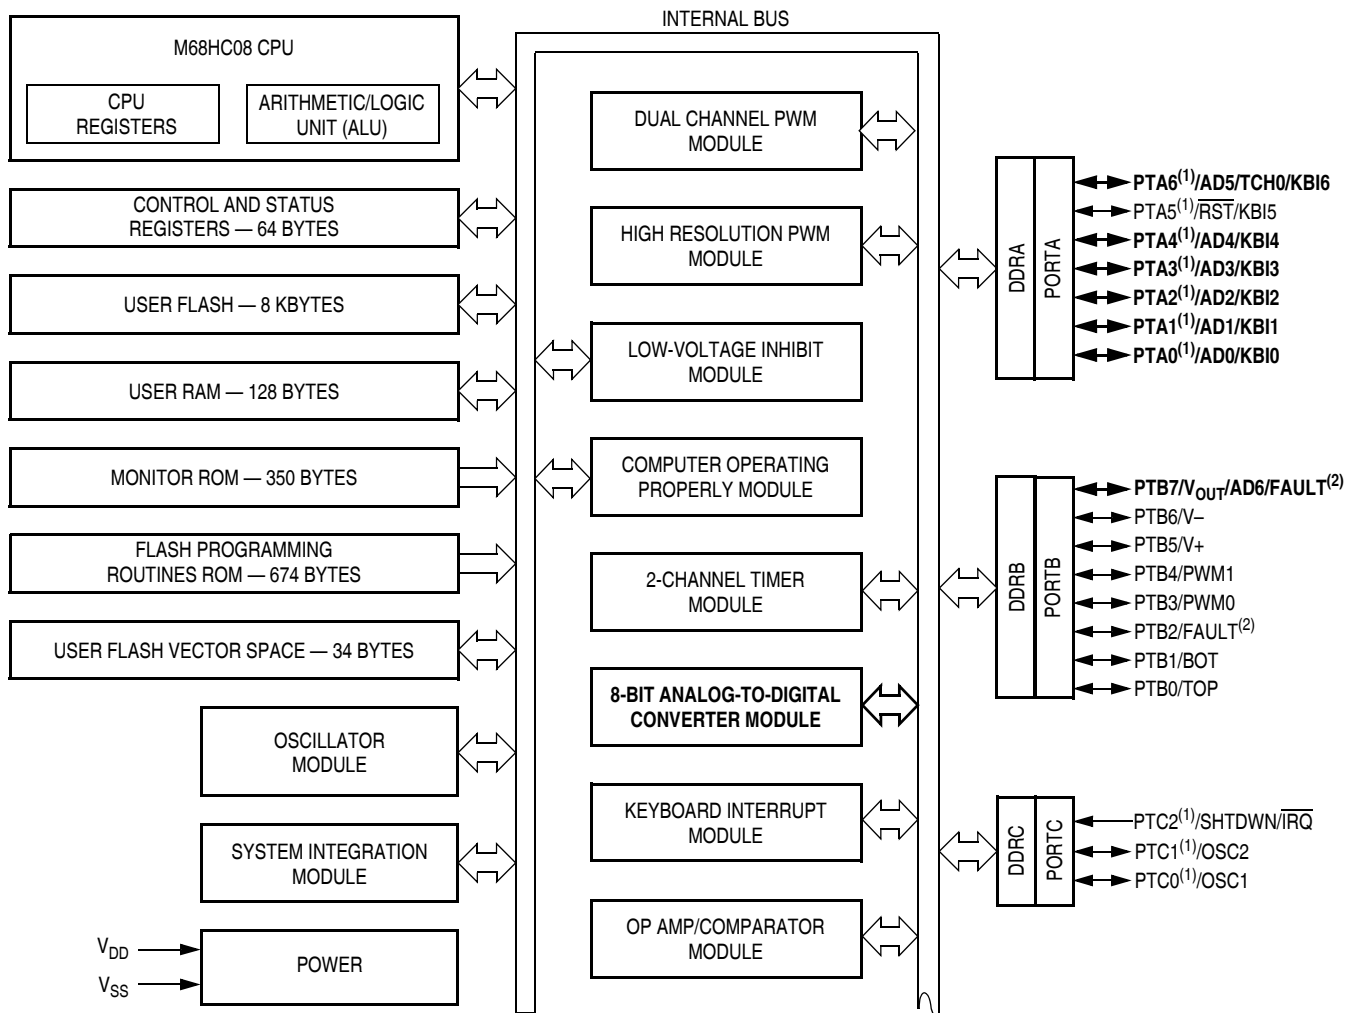 INTERNAL BUS
M68HC08 CPU
CPU
REGISTERS
ARITHMETIC/LOGIC
UNIT (ALU)
CONTROL AND STATUS
REGISTERS — 64 BYTES
USER FLASH — 8 KBYTES
USER RAM — 128 BYTES
MONITOR ROM — 350 BYTES
FLASH PROGRAMMING
ROUTINES ROM — 674 BYTES
USER FLASH VECTOR SPACE — 34 BYTES
OSCILLATOR
MODULE
SYSTEM INTEGRATION
MODULE
VDD
VSS
POWER
DUAL CHANNEL PWM
MODULE
HIGH RESOLUTION PWM
MODULE
LOW-VOLTAGE INHIBIT
MODULE
COMPUTER OPERATING
PROPERLY MODULE
2-CHANNEL TIMER
MODULE
8-BIT ANALOG-TO-DIGITAL
CONVERTER MODULE
KEYBOARD INTERRUPT
MODULE
OP AMP/COMPARATOR
MODULE
DDRA
PORTA
PTA6(1)/AD5/TCH0/KBI6
PTA5(1)/RST/KBI5
PTA4(1)/AD4/KBI4
PTA3(1)/AD3/KBI3
PTA2(1)/AD2/KBI2
PTA1(1)/AD1/KBI1
PTA0(1)/AD0/KBI0
DDRB
PORTB
PTB7/VOUT/AD6/FAULT(2)
PTB6/V–
PTB5/V+
PTB4/PWM1
PTB3/PWM0
PTB2/FAULT(2)
PTB1/BOT
PTB0/TOP
DDRC
PORTC
PTC2(1)/SHTDWN/IRQ
PTC1(1)/OSC2
PTC0(1)/OSC1